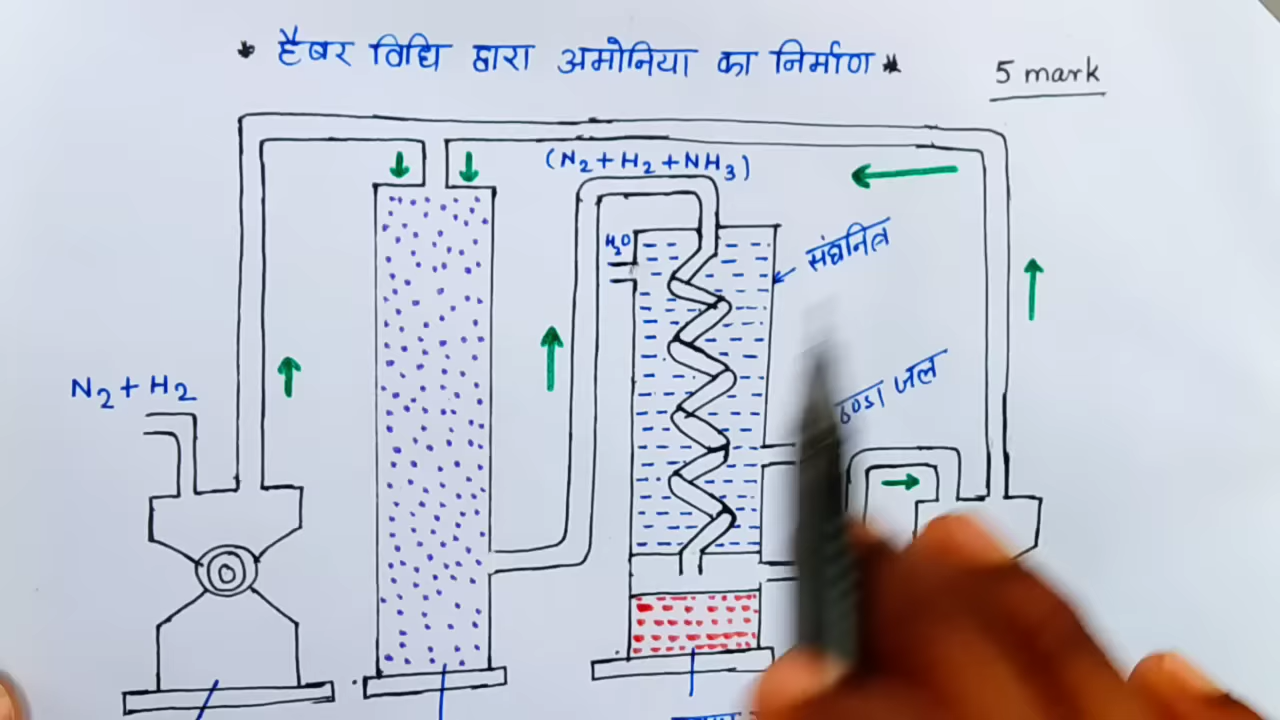 * हैबर विधि द्वारा अमोनिया का निर्माण *
5 mark
(N₂+H₂+NH₃)
H₂O
संघनित्र
N₂+H₂
ठण्डा जल